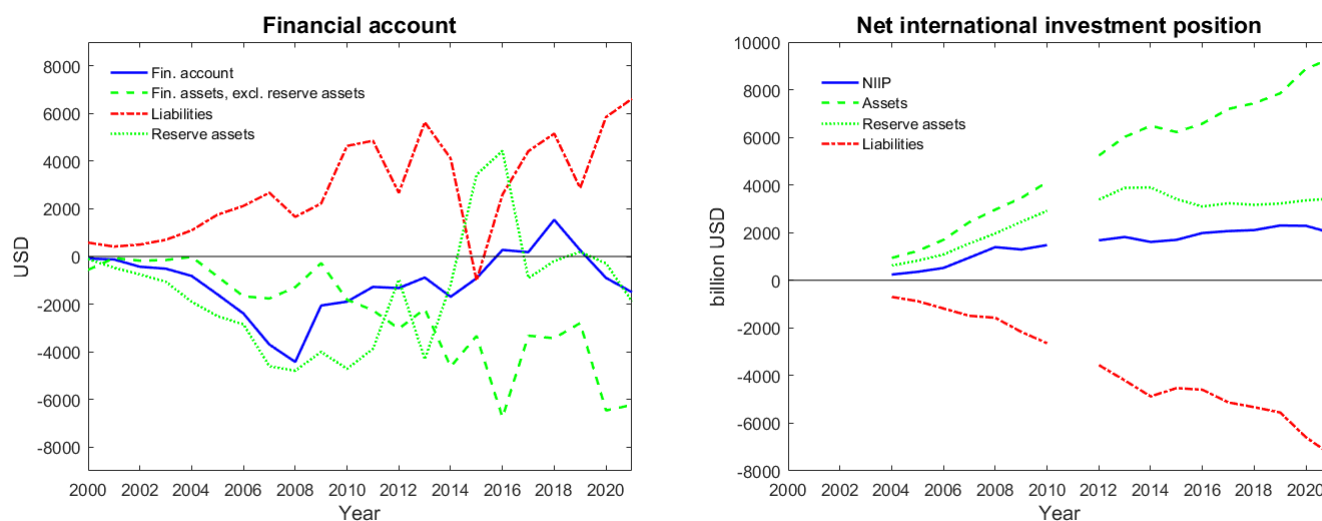 Financial account
8000
6000
4000
2000
0
-2000
-4000
-6000
-8000
USD
Fin. account
Fin. assets, excl. reserve assets
Liabilities
Reserve assets
2000 2002 2004 2006 2008 2010 2012 2014 2016 2018 2020
Year
Net international investment position
10000
8000
6000
4000
2000
0
-2000
-4000
-6000
-8000
billion USD
NIIP
Assets
Reserve assets
Liabilities
2000 2002 2004 2006 2008 2010 2012 2014 2016 2018 2020
Year